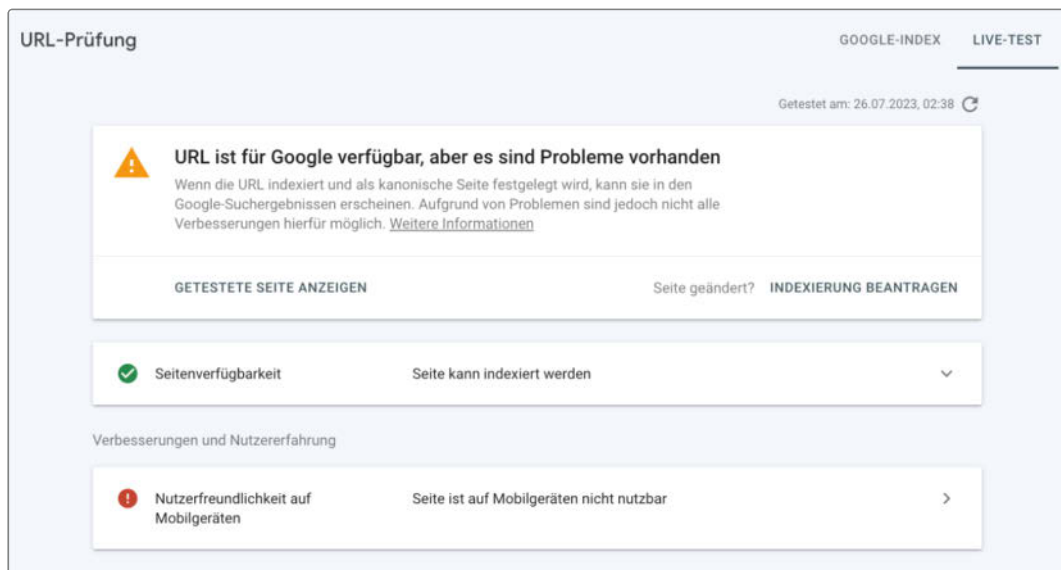 URL-Prüfung
GOOGLE-INDEX
LIVE-TEST
Getestet am: 26.07.2023, 02:38
URL ist für Google verfügbar, aber es sind Probleme vorhanden
Wenn die URL indexiert und als kanonische Seite festgelegt wird, kann sie in den
Google-Suchergebnissen erscheinen. Aufgrund von Problemen sind jedoch nicht alle
Verbesserungen hierfür möglich. Weitere Informationen
GETESTETE SEITE ANZEIGEN
Seite geändert? INDEXIERUNG BEANTRAGEN
Seitenverfügbarkeit
Seite kann indexiert werden
Verbesserungen und Nutzererfahrung
Nutzerfreundlichkeit auf
Mobilgeräten
Seite ist auf Mobilgeräten nicht nutzbar